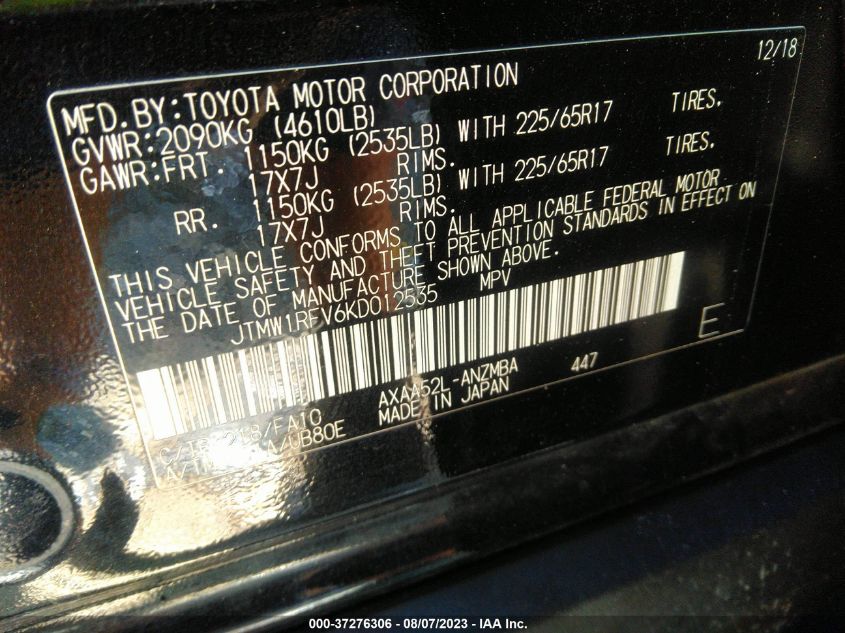 12/18
MFD.BY:TOYOTA MOTOR CORPORATION
GVWR:2090KG (4610LB)
GAWR:FRT. 1150KG (2535LB) WITH 225/65R17 TIRES.
17X7J RIMS.
RR. 1150KG (2535LB) WITH 225/65R17 TIRES.
17X7J RIMS.
THIS VEHICLE CONFORMS TO ALL APPLICABLE FEDERAL MOTOR
VEHICLE SAFETY AND THEFT PREVENTION STANDARDS IN EFFECT ON
THE DATE OF MANUFACTURE SHOWN ABOVE.
JTMW1RFV6KD012535 MPV
E
AXAA52L-ANZMBA 447
MADE IN JAPAN
/FA10
/UB80E
000-37276306 - 08/07/2023 - IAA Inc.